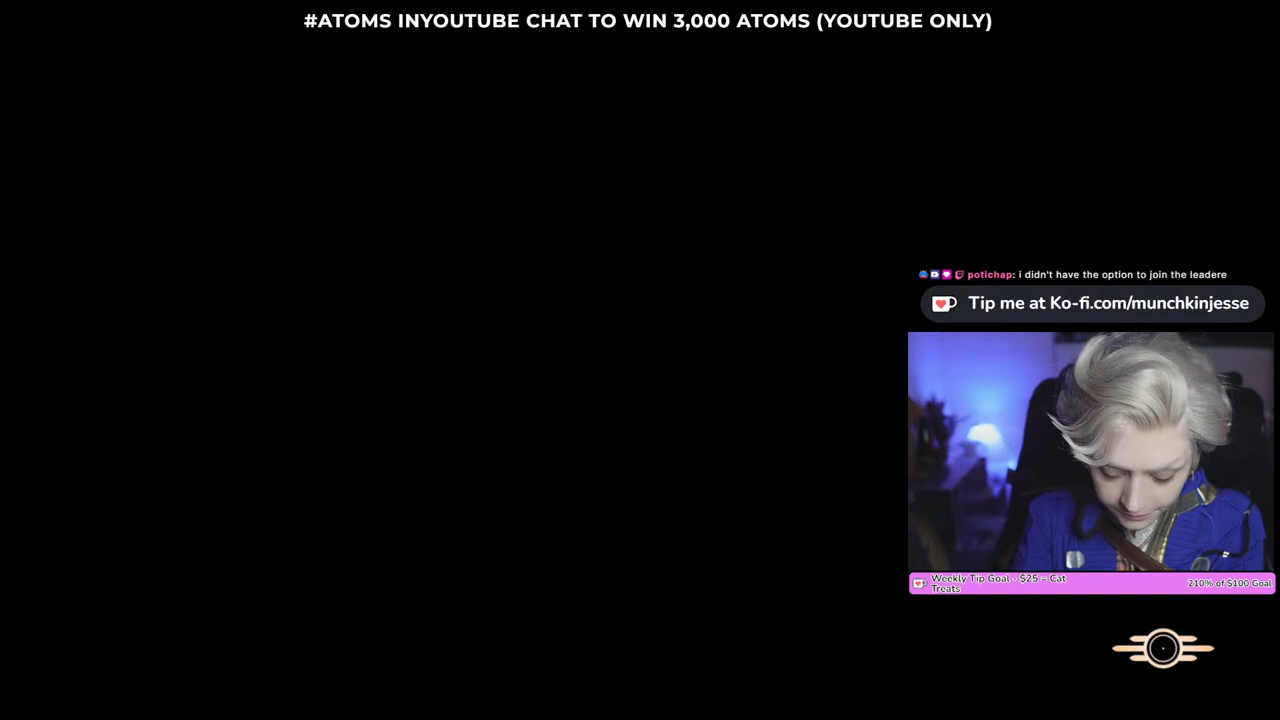 #ATOMS INYOUTUBE CHAT TO WIN 3,000 ATOMS (YOUTUBE ONLY)
potichap: i didn't have the option to join the leadere
Tip me at Ko-fi.com/munchkinjesse
Weekly Tip Goal - $25 = Cat
Treats
210% of $100 Goal